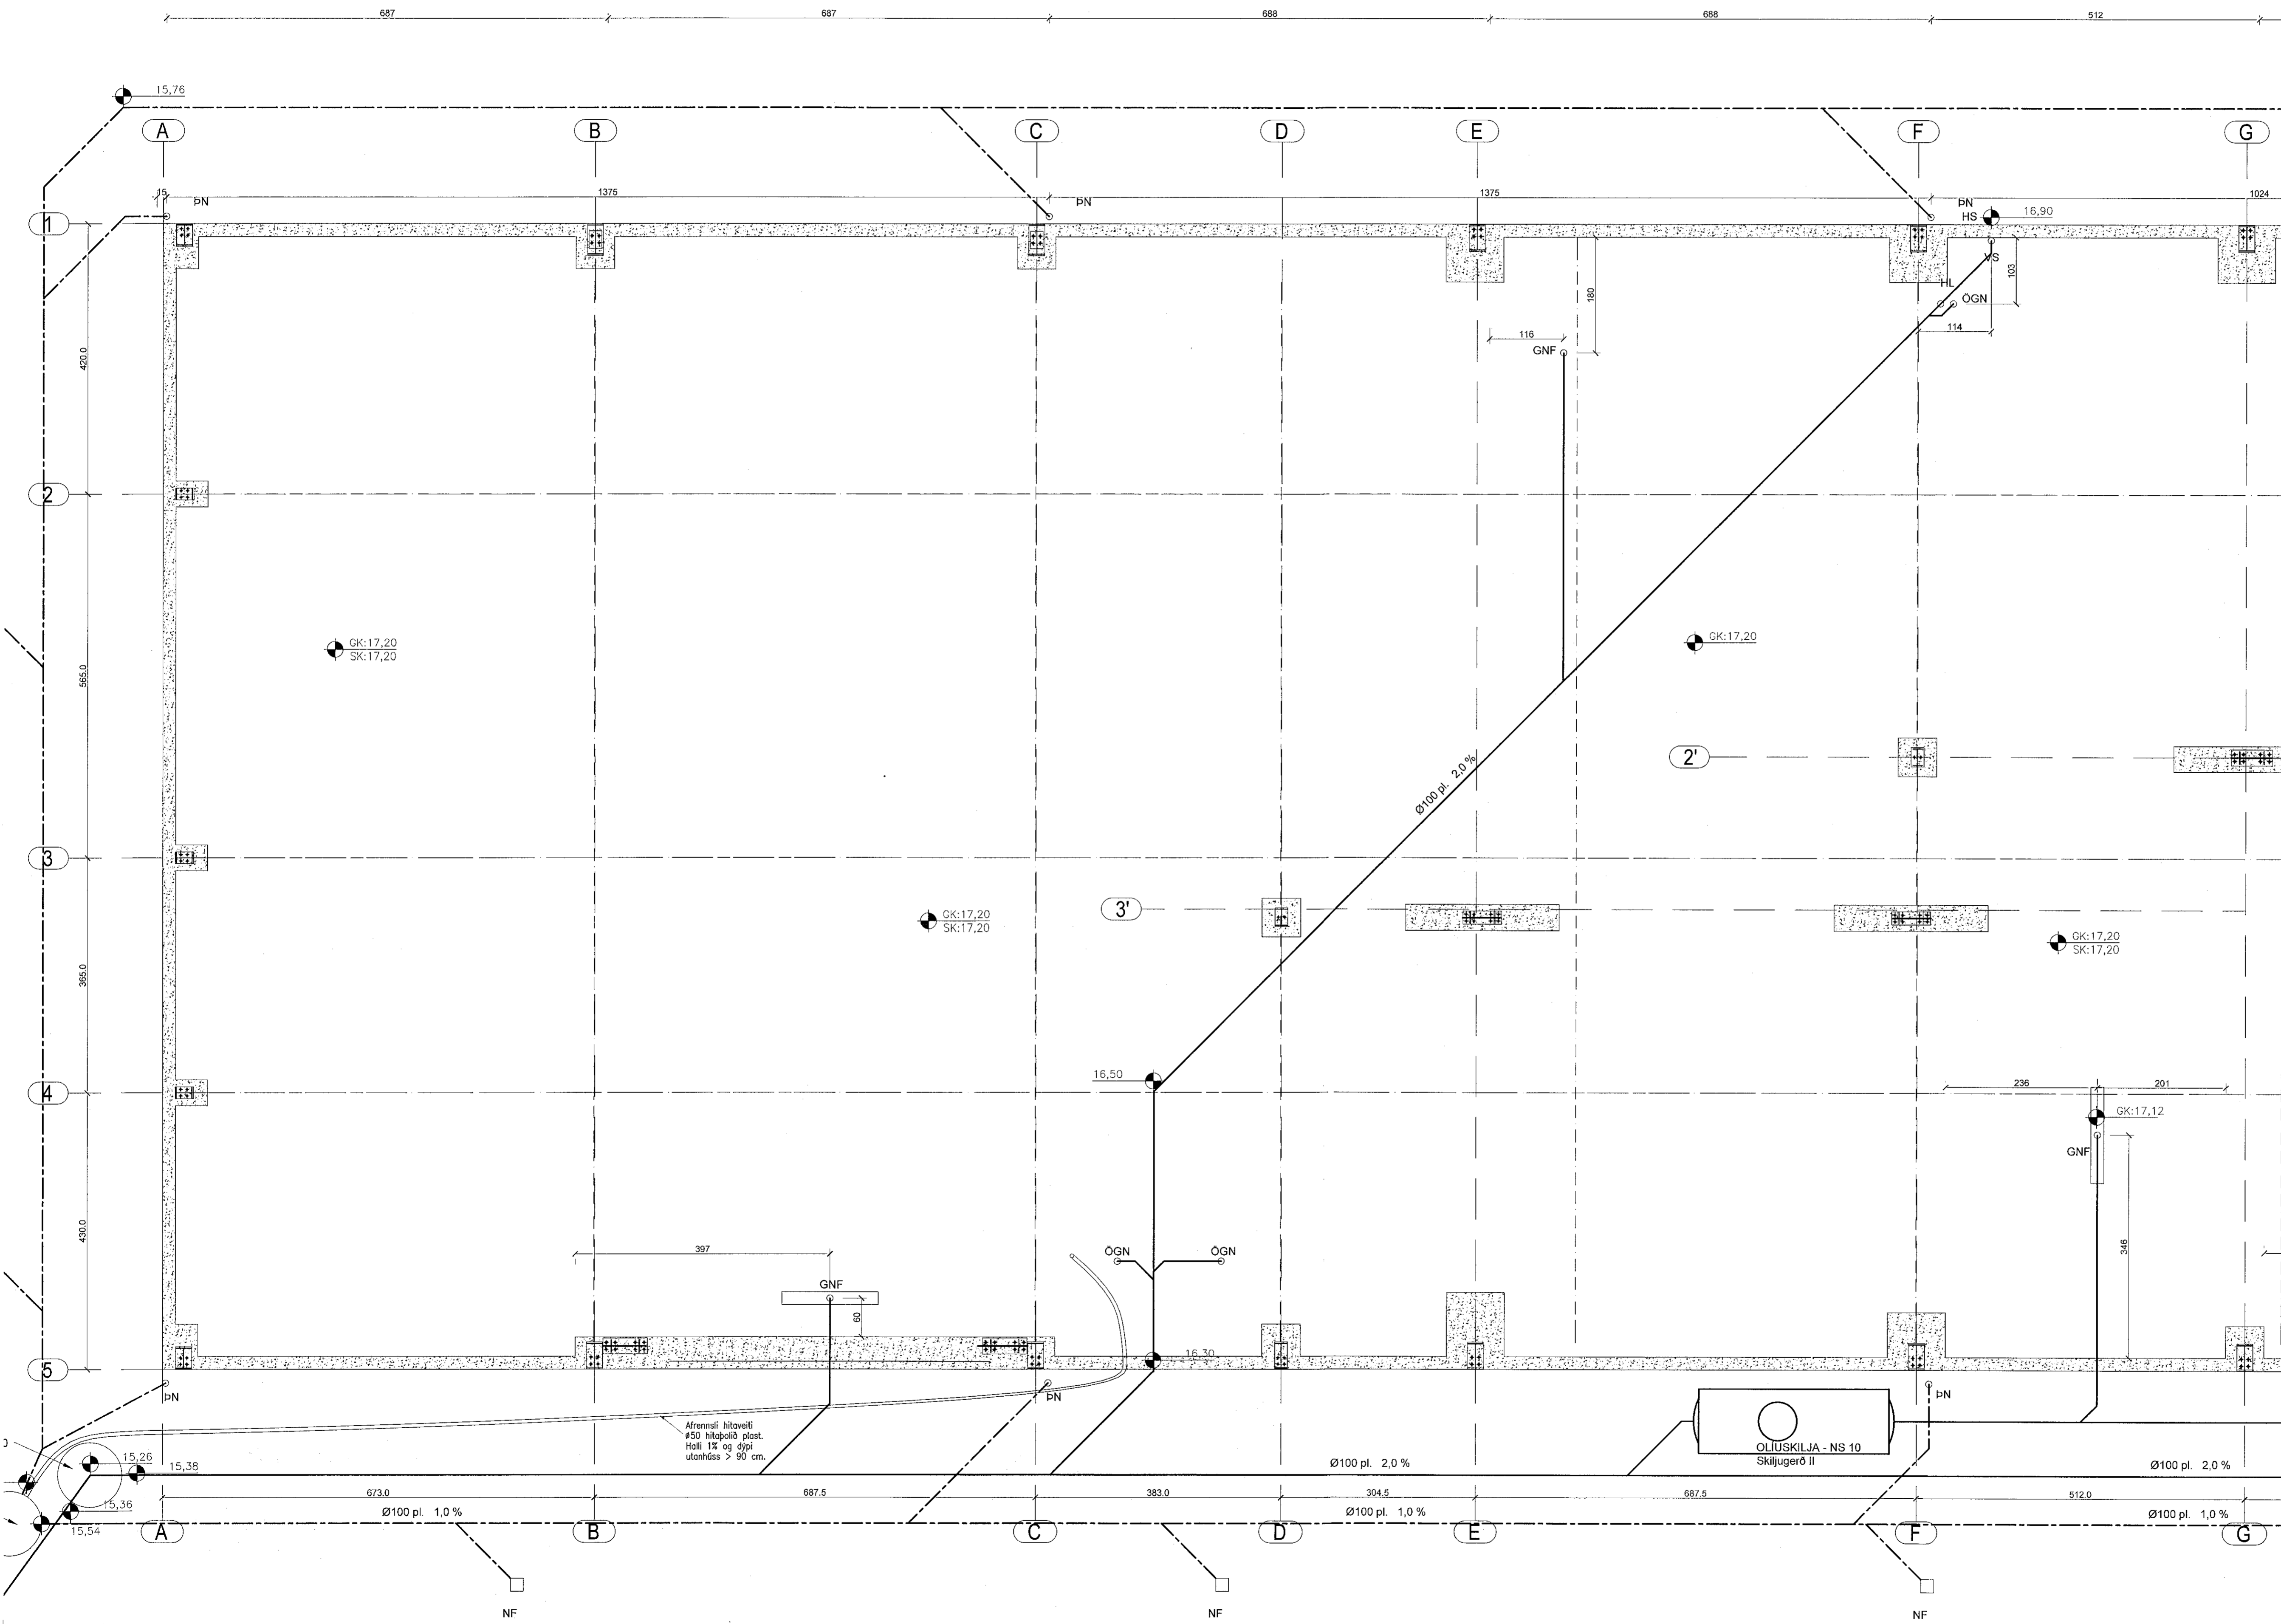 687
687
688
688
512
15,76
A
B
C
D
E
F
G
15
1375
1375
1024
ÞN
ÞN
ÞN
HS
16,90
1
VS
103
HL
ÖGN
114
180
116
GNF
420.0
2
GK:17,20
SK:17,20
GK:17,20
565.0
2'
Ø100 pl. 2,0 %
3
3'
GK:17,20
SK:17,20
GK:17,20
SK:17,20
365.0
16,50
4
236
201
GK:17,12
GNF
430.0
346
397
ÖGN
ÖGN
GNF
60
16,30
5
ÞN
ÞN
ÞN
Afrennsli hitaveiti
ø50 hitaþolið plast.
Halli 1% og dýpi
utanhúss > 90 cm.
OLÍUSKILJA - NS 10
Skiljugerð II
15,26
15,38
Ø100 pl. 2,0 %
Ø100 pl. 2,0 %
673.0
687.5
383.0
304.5
687.5
512.0
15,36
15,54
Ø100 pl. 1,0 %
Ø100 pl. 1,0 %
Ø100 pl. 1,0 %
A
B
C
D
E
F
G
NF
NF
NF